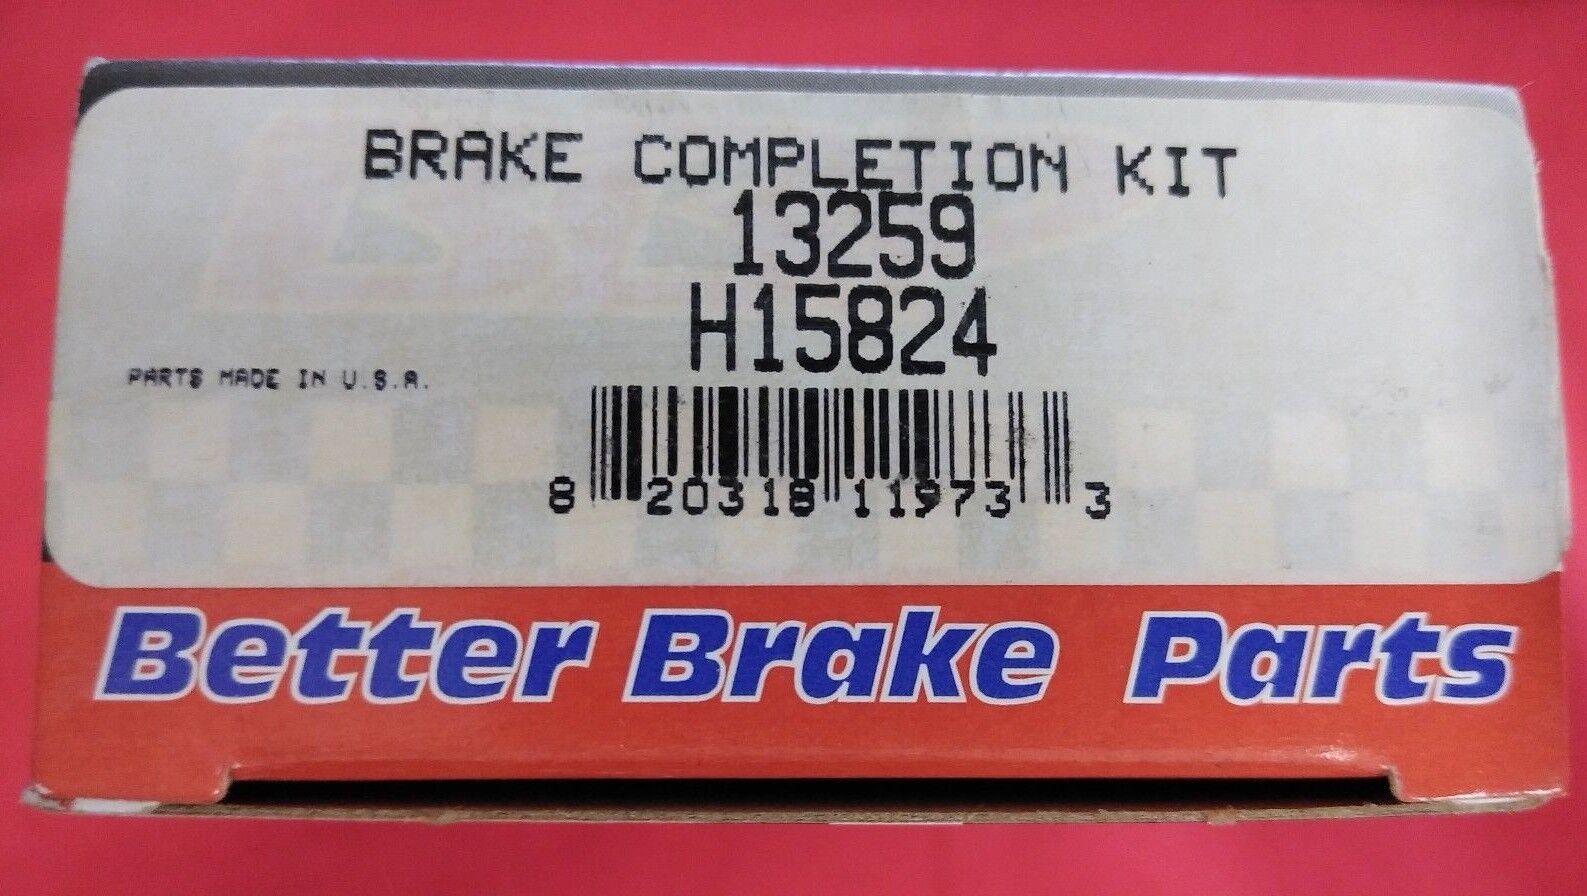 BRAKE COMPLETION KIT
13259
H15824
PARTS MADE IN U.S.A.
8 20318 11973 3
Better Brake Parts